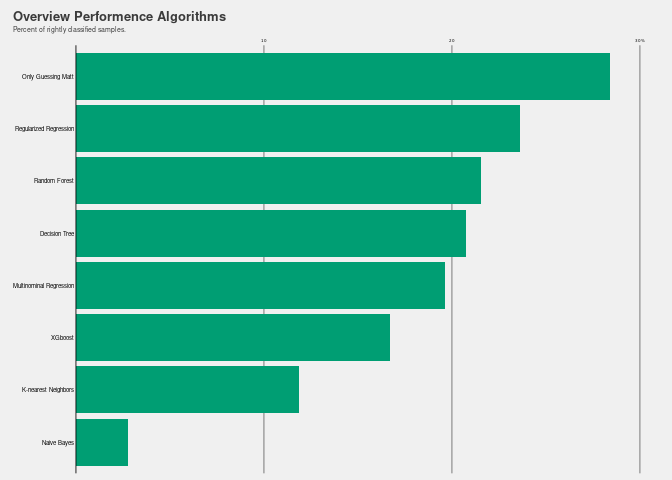 Overview Performence Algorithms
Percent of rightly classified samples.
10 20 30%
Only Guessing Matt
Regularized Regression
Random Forest
Decision Tree
Multinominal Regression
XGboost
K-nearest Neighbors
Naive Bayes